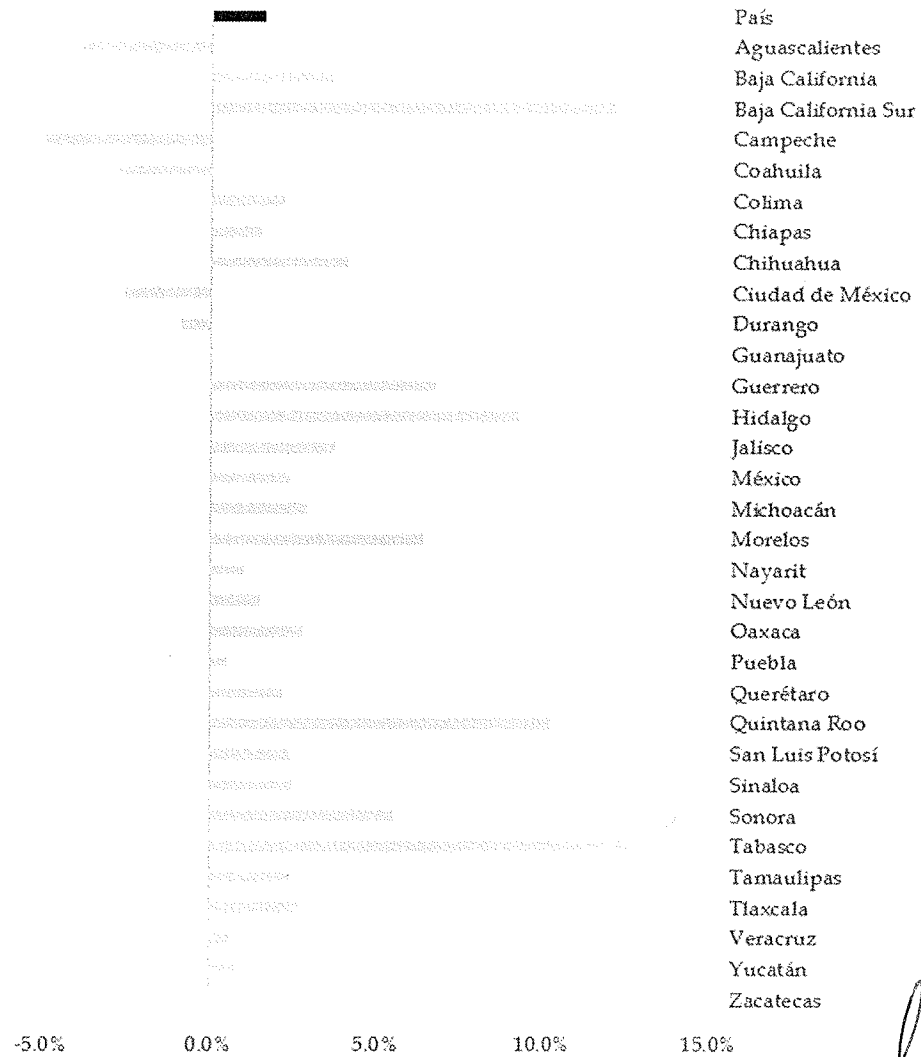 País
Aguascalientes
Baja California
Baja California Sur
Campeche
Coahuila
Colima
Chiapas
Chihuahua
Ciudad de México
Durango
Guanajuato
Guerrero
Hidalgo
Jalisco
México
Michoacán
Morelos
Nayarit
Nuevo León
Oaxaca
Puebla
Querétaro
Quintana Roo
San Luis Potosí
Sinaloa
Sonora
Tabasco
Tamaulipas
Tlaxcala
Veracruz
Yucatán
Zacatecas
-5.0% 0.0% 5.0% 10.0% 15.0%